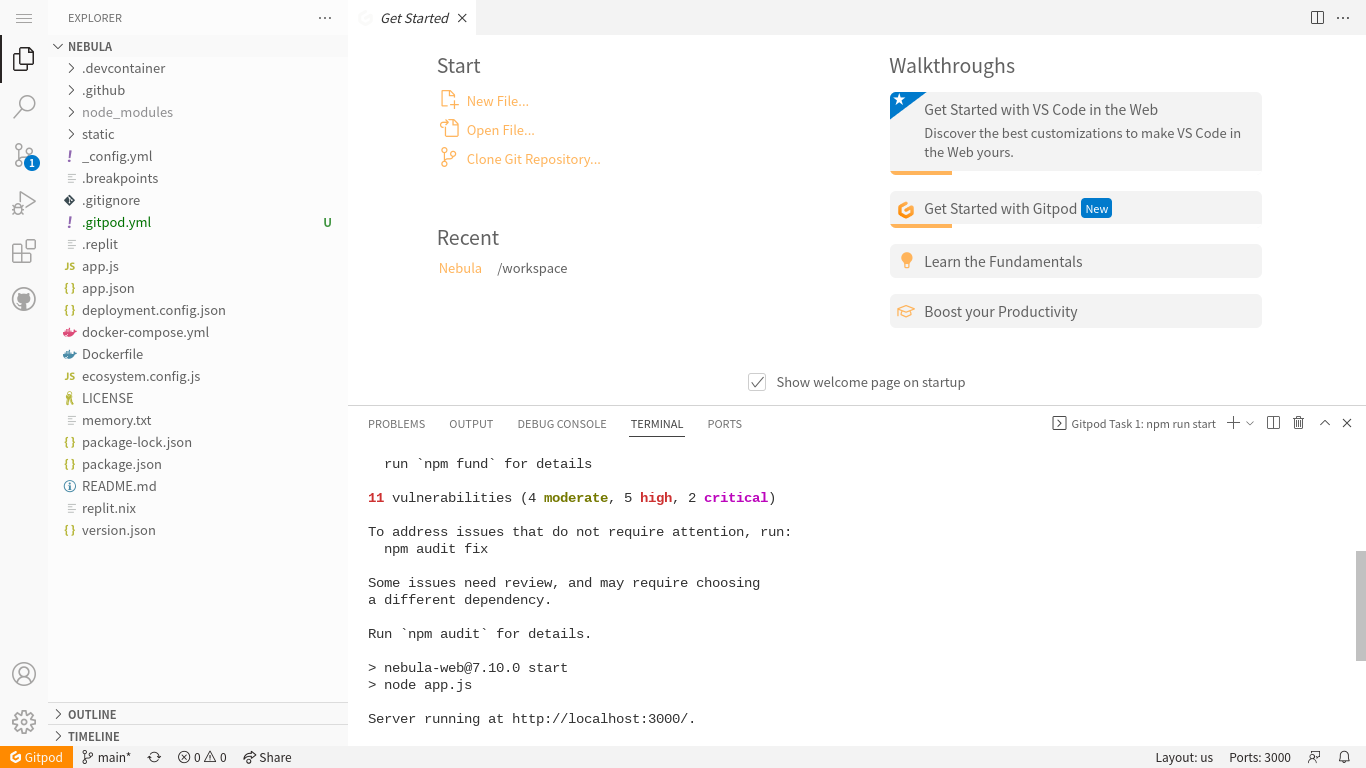 EXPLORER
NEBULA
.devcontainer
.github
node_modules
static
_config.yml
.breakpoints
.gitignore
.gitpod.yml U
.replit
app.js
app.json
deployment.config.json
docker-compose.yml
Dockerfile
ecosystem.config.js
LICENSE
memory.txt
package-lock.json
package.json
README.md
replit.nix
version.json
OUTLINE
TIMELINE
1
Get Started
Start
New File...
Open File...
Clone Git Repository...
Recent
Nebula /workspace
Walkthroughs
Get Started with VS Code in the Web
Discover the best customizations to make VS Code in
the Web yours.
Get Started with Gitpod New
Learn the Fundamentals
Boost your Productivity
Show welcome page on startup
PROBLEMS OUTPUT DEBUG CONSOLE TERMINAL PORTS
Gitpod Task 1: npm run start
run `npm fund` for details
11 vulnerabilities (4 moderate, 5 high, 2 critical)
To address issues that do not require attention, run:
npm audit fix
Some issues need review, and may require choosing
a different dependency.
Run `npm audit` for details.
> nebula-web@7.10.0 start
> node app.js
Server running at http://localhost:3000/.
Gitpod main* 0 0 Share Layout: us Ports: 3000